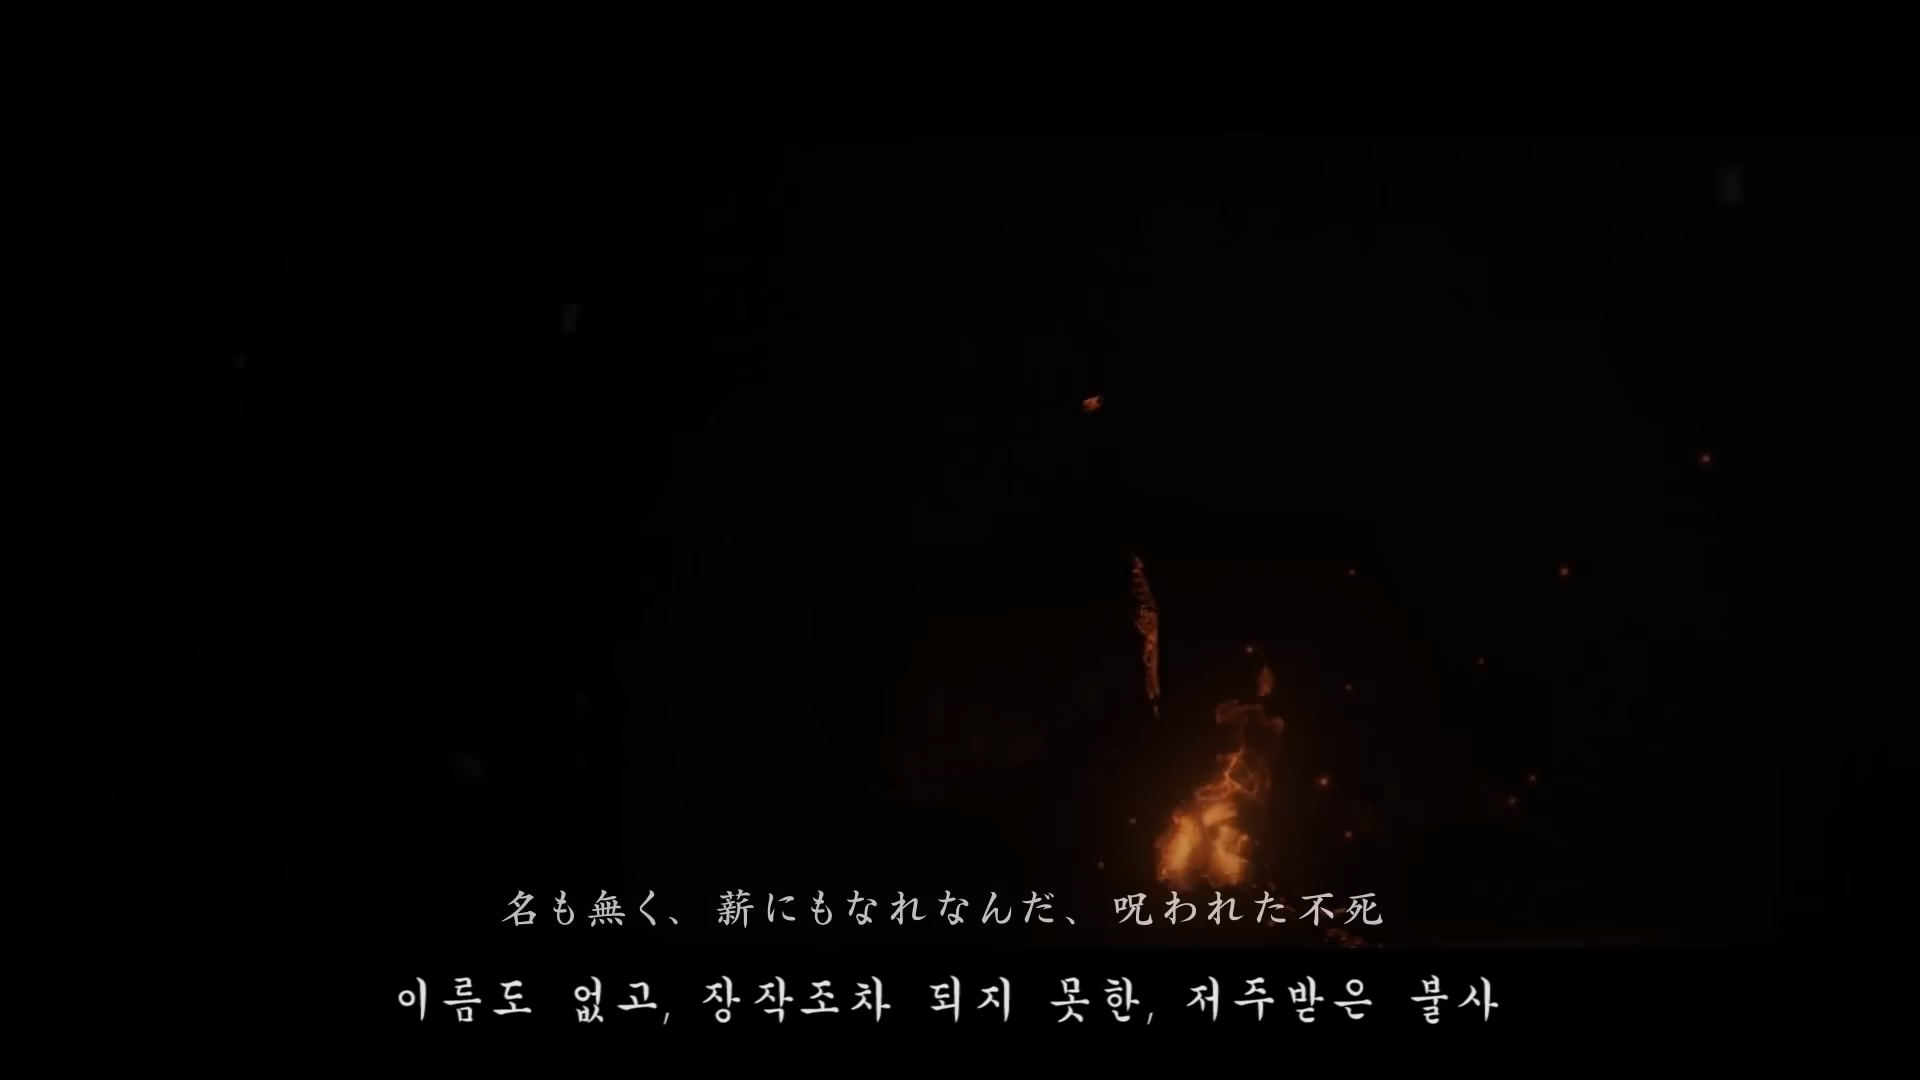 名も無く、薪にもなれなんだ、呪われた不死
이름도 없고, 장작조차 되지 못한, 저주받은 불사